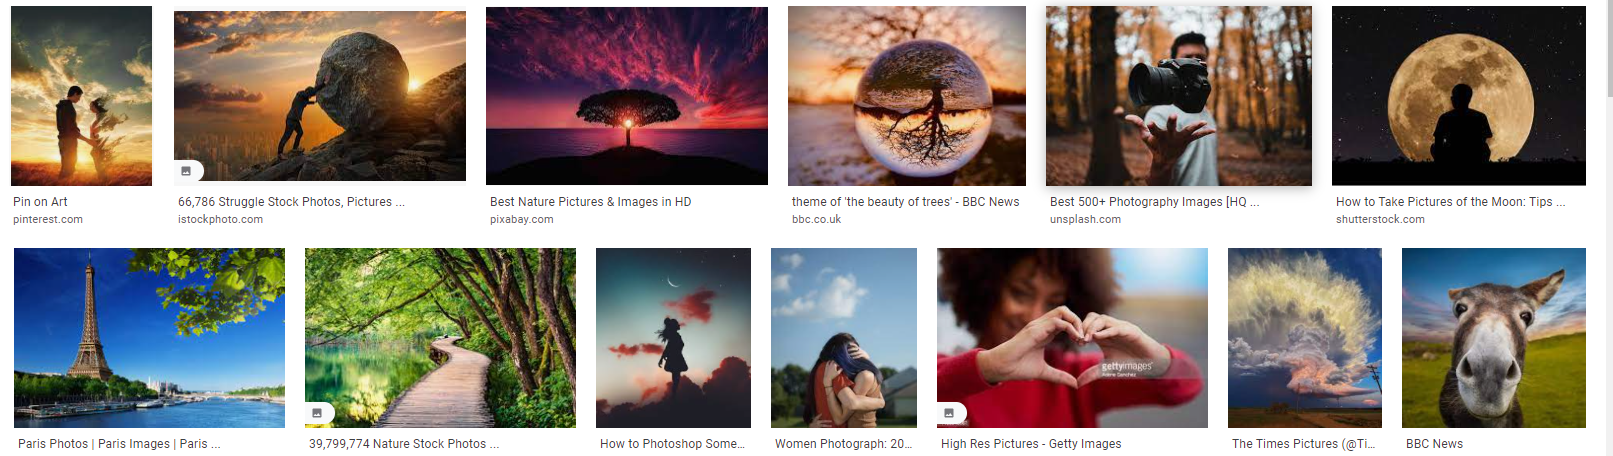 Pin on Art
pinterest.com
66,786 Struggle Stock Photos, Pictures ...
istockphoto.com
Best Nature Pictures & Images in HD
pixabay.com
theme of 'the beauty of trees' - BBC News
bbc.co.uk
Best 500+ Photography Images [HQ ...
unsplash.com
How to Take Pictures of the Moon: Tips ...
shutterstock.com
gettyimages
Paris Photos | Paris Images | Paris ...
39,799,774 Nature Stock Photos ...
How to Photoshop Some...
Women Photograph: 20...
High Res Pictures - Getty Images
The Times Pictures (@Ti...
BBC News